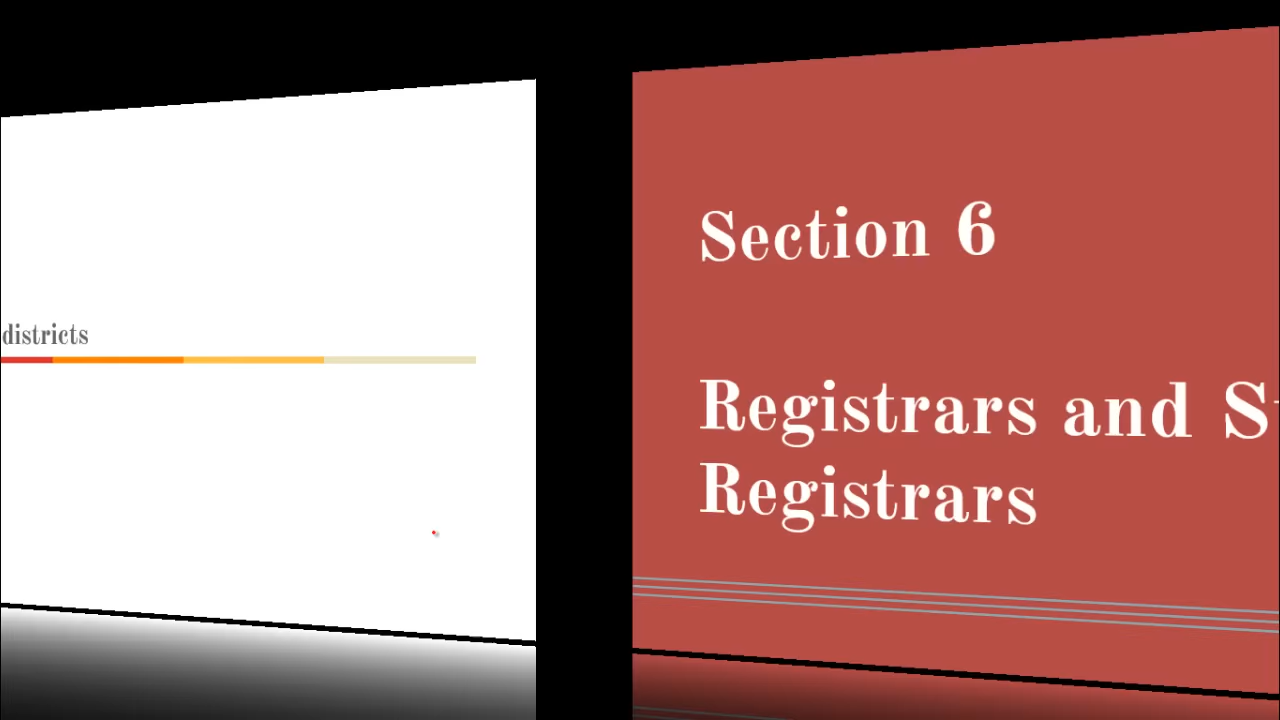 districts
Section 6
Registrars and
Registrars